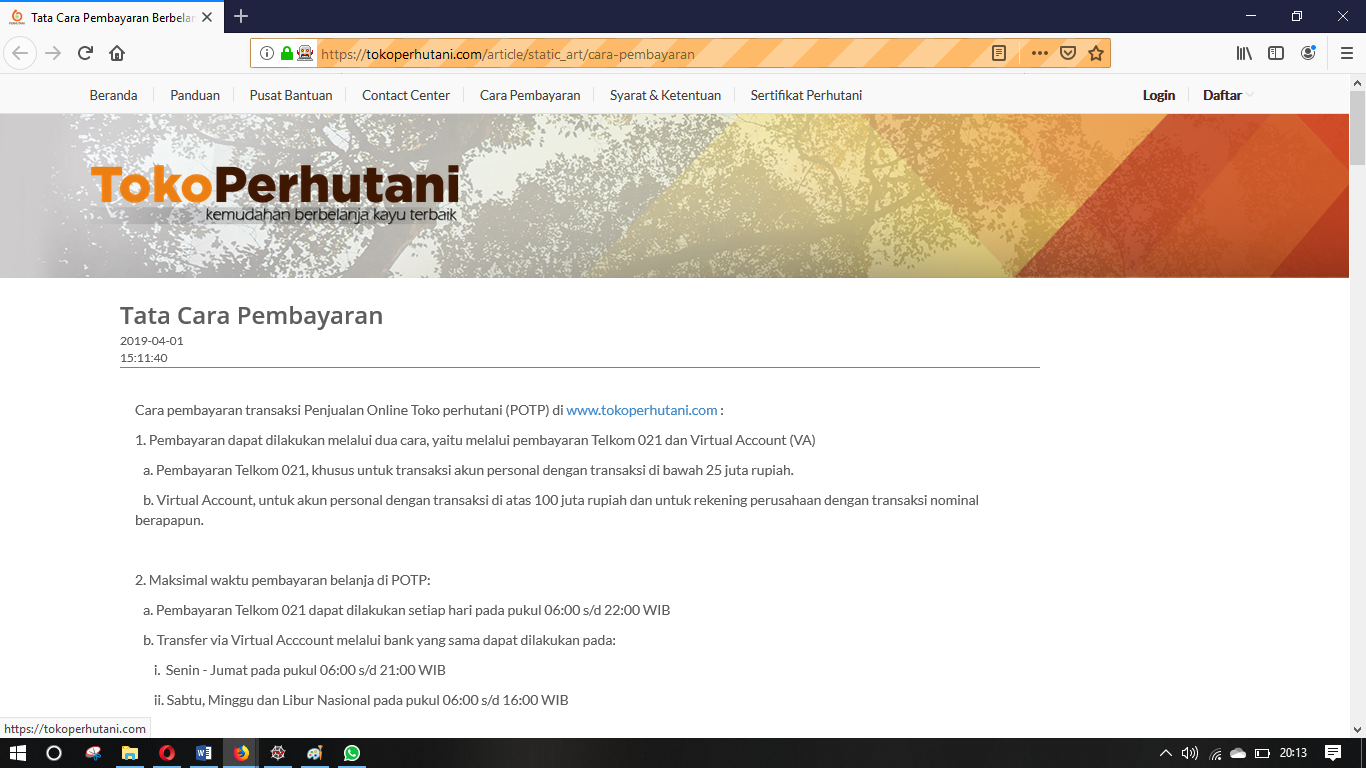 Tata Cara Pembayaran Berbelan
https://tokoperhutani.com/article/static_art/cara-pembayaran
Beranda Panduan Pusat Bantuan Contact Center Cara Pembayaran Syarat & Ketentuan Sertifikat Perhutani Login Daftar
TokoPerhutani
kemudahan berbelanja kayu terbaik
Tata Cara Pembayaran
2019-04-01
15:11:40
Cara pembayaran transaksi Penjualan Online Toko perhutani (POTP) di www.tokoperhutani.com :
1. Pembayaran dapat dilakukan melalui dua cara, yaitu melalui pembayaran Telkom 021 dan Virtual Account (VA)
a. Pembayaran Telkom 021, khusus untuk transaksi akun personal dengan transaksi di bawah 25 juta rupiah.
b. Virtual Account, untuk akun personal dengan transaksi di atas 100 juta rupiah dan untuk rekening perusahaan dengan transaksi nominal
berapapun.
2. Maksimal waktu pembayaran belanja di POTP:
a. Pembayaran Telkom 021 dapat dilakukan setiap hari pada pukul 06:00 s/d 22:00 WIB
b. Transfer via Virtual Acccount melalui bank yang sama dapat dilakukan pada:
i. Senin - Jumat pada pukul 06:00 s/d 21:00 WIB
ii. Sabtu, Minggu dan Libur Nasional pada pukul 06:00 s/d 16:00 WIB
https://tokoperhutani.com
20:13